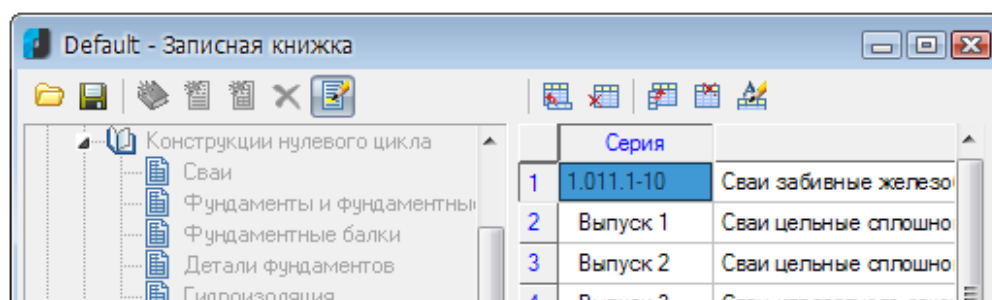 Default - Записная книжка
Конструкции нулевого цикла
Сваи
Фундаменты и фундаментны
Фундаментные балки
Детали фундаментов
Гидроизоляция
Серия
1 1.011.1-10 Сваи забивные железо
2 Выпуск 1 Сваи цельные сплошно
3 Выпуск 2 Сваи цельные сплошно